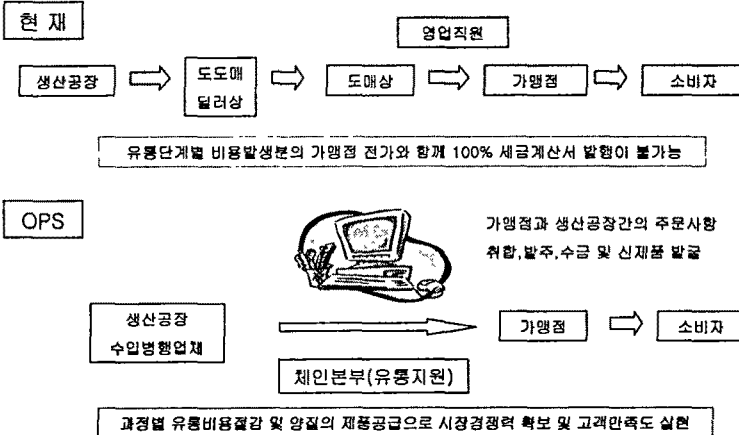 현 재
영업직원
생산공장
도도매
딜러상
도매상
가맹점
소비자
유통단계별 비용발생분의 가맹점 전가와 함께 100% 세금계산서 발행이 불가능
OPS
가맹점과 생산공장간의 주문사항
취합,발주,수금 및 신제품 발굴
생산공장
수입병행업체
가맹점
소비자
체인본부(유통지원)
과정별 유통비용절감 및 양질의 제품공급으로 시장경쟁력 확보 및 고객만족도 실현